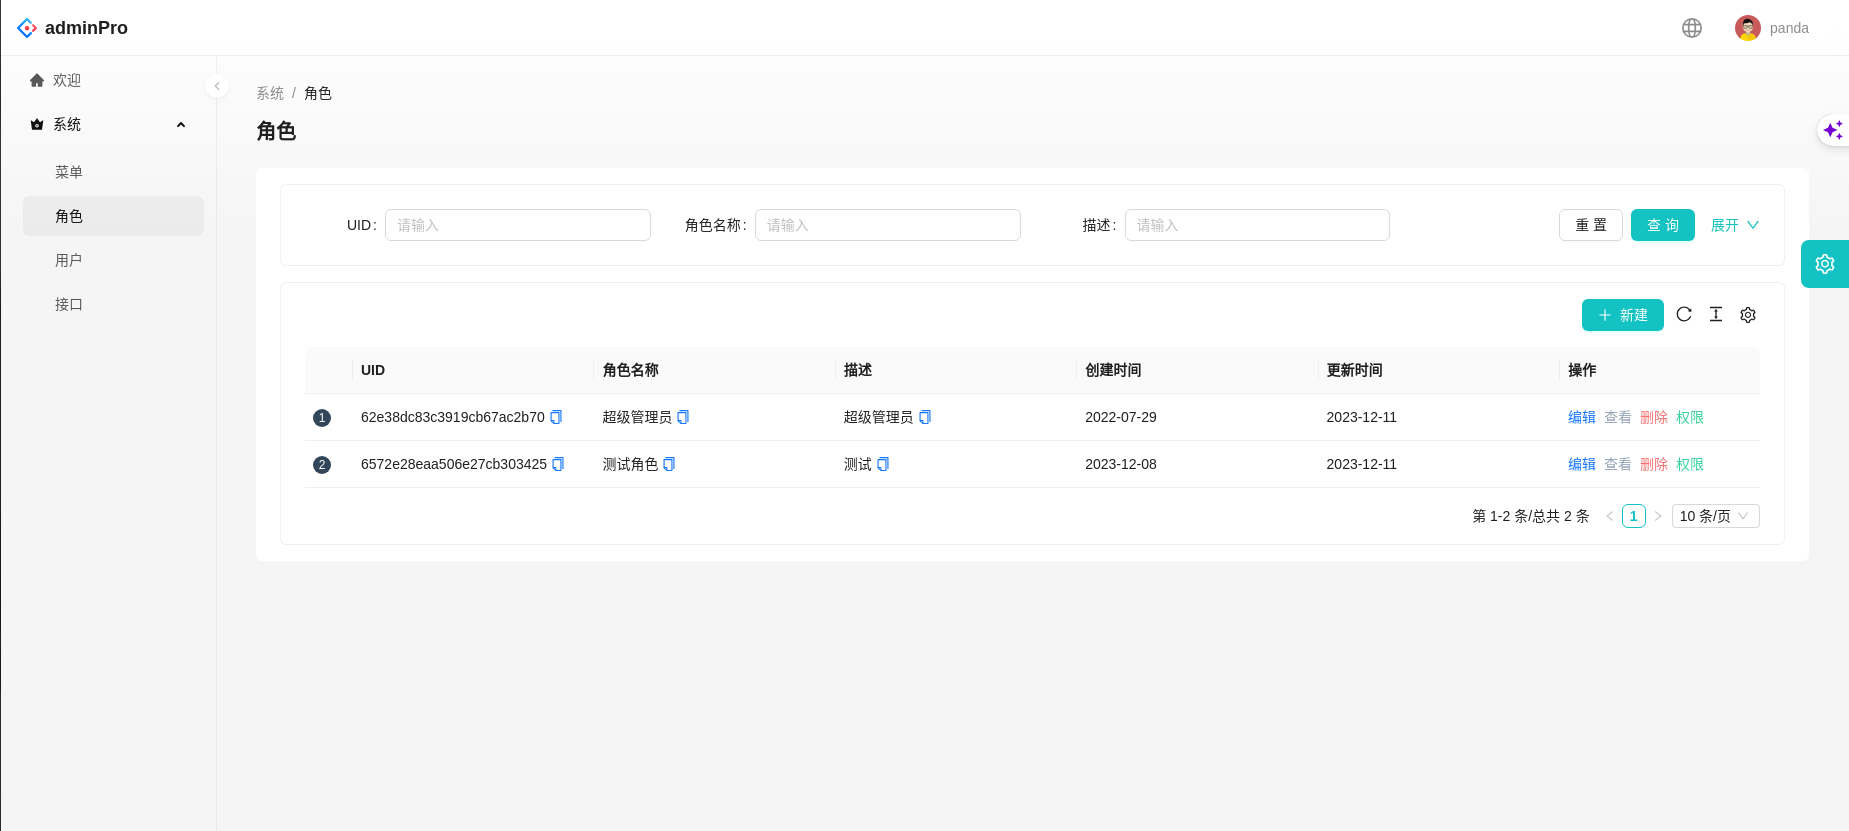 adminPro
panda
欢迎
系统
菜单
角色
用户
接口
系统 / 角色
角色
UID: 请输入 角色名称: 请输入 描述: 请输入 重 置 查 询 展开
新建
UID 角色名称 描述 创建时间 更新时间 操作
1 62e38dc83c3919cb67ac2b70 超级管理员 超级管理员 2022-07-29 2023-12-11 编辑 查看 删除 权限
2 6572e28eaa506e27cb303425 测试角色 测试 2023-12-08 2023-12-11 编辑 查看 删除 权限
第 1-2 条/总共 2 条 1 10 条/页